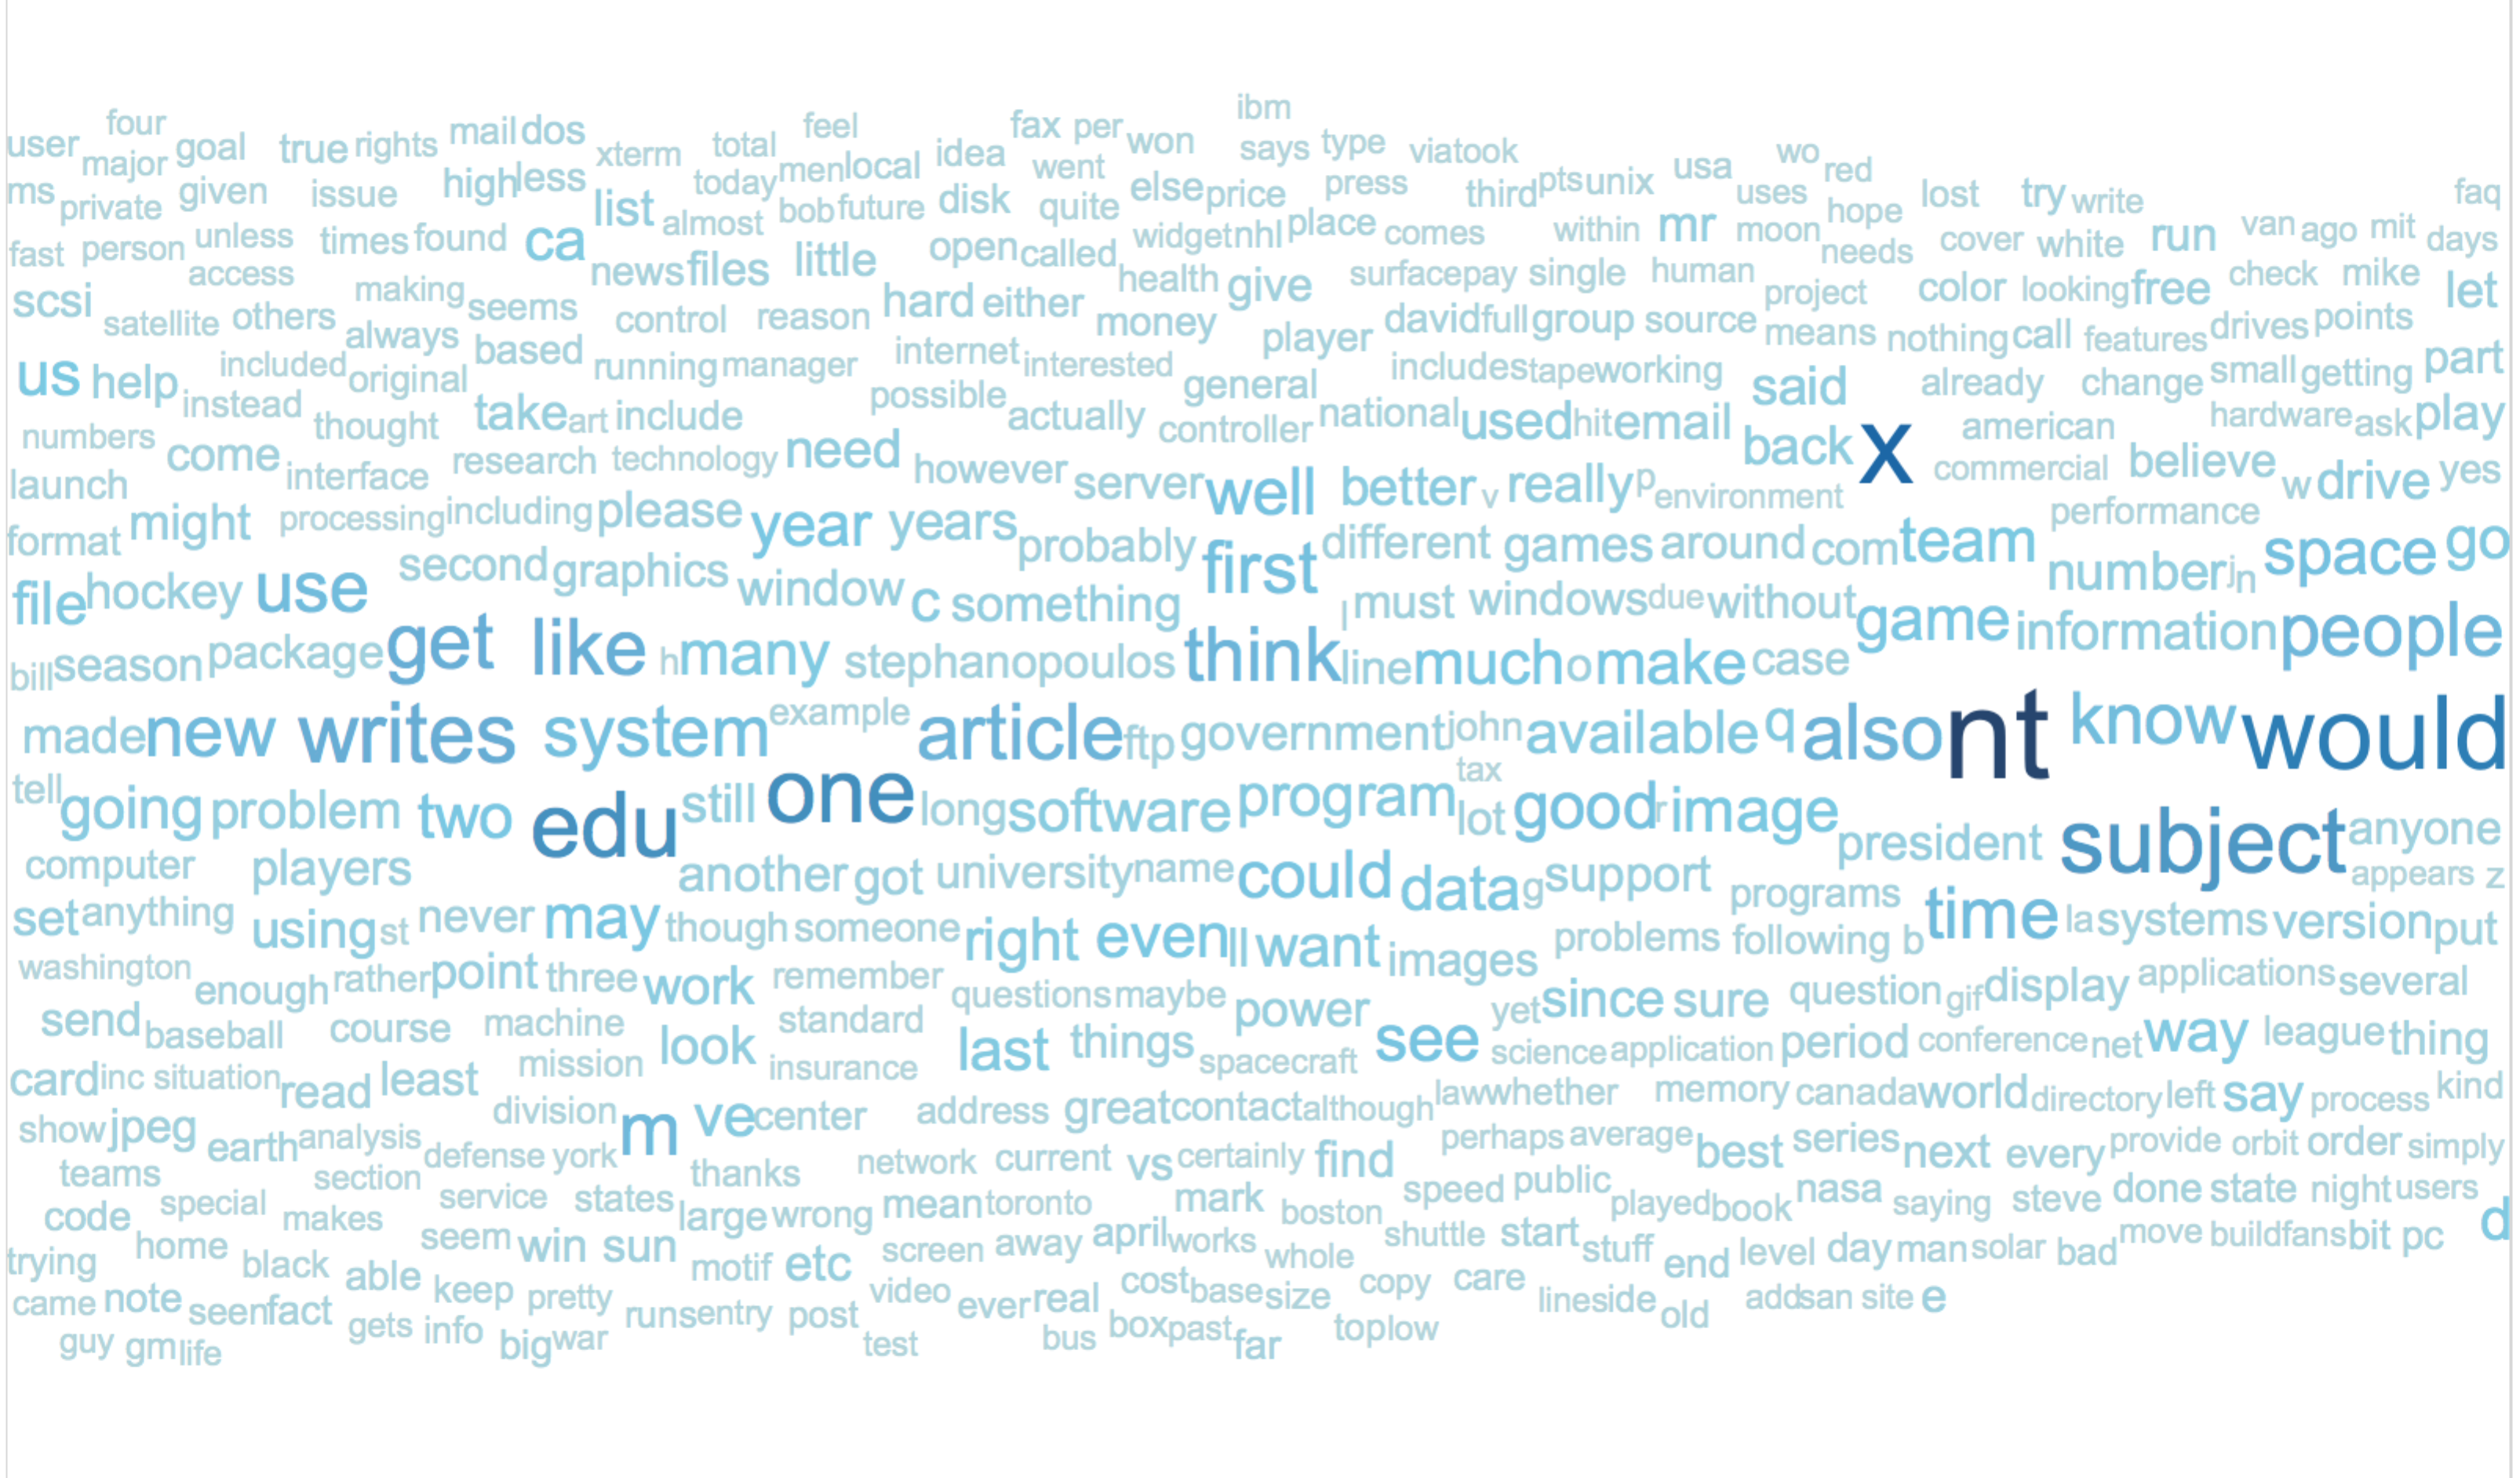 ibm
four feel fax per won
user goal true rights mail dos xterm total idea says type via took wo
major men local went usa red
ms given issue high less today else price press third pts unix uses lost try faq
private list almost bob future disk quite hope write
fast person unless times found ca widget nhl place comes within mr moon cover white run van ago mit days
access news files little open called needs
making health give surface pay single human check mike
scsi satellite others seems control reason hard either money project color looking free let
always player david full group source means nothing call features drives points
us help included based running manager internet interested includes tape working small getting part
original possible general said already change
instead take art include actually controller national used hit email hardware ask play
numbers thought back x american
come research technology need however commercial believe
launch interface server well better v really p environment w drive yes
might processing including please year years performance
format second probably first different games around com team number space go
file hockey use graphics window c something l must windows due without jn
get like many h stephanopoulos think line much o make case game information people
bill season package
made new writes system example article ftp government john available q also nt know would
tell tax
going problem two edu still one long software program lot good r image president subject anyone
computer players another got university name could data g support appears z
set anything using st never may though someone right even ll want images programs time la systems version put
problems following b
washington enough rather point three work remember questions maybe power yet since sure question gif display applications several
send baseball course machine look standard last things see period conference net way league thing
mission insurance spacecraft science application
card inc situation read least law whether memory canada world directory left say process kind
show jpeg division m ve center address great contact although
earth analysis defense york perhaps average best series next every provide orbit order simply
teams section thanks network current vs certainly find
code special makes service states large wrong mean toronto mark boston speed public played book nasa saying steve done state night users
seem win sun april works shuttle start stuff move build fans bit pc d
trying home black motif etc screen away whole end level day man solar bad
able keep pretty video cost base size copy care
came note seen fact runs entry post ever real line side old add san site e
guy gm life gets info big war test bus box past far top low